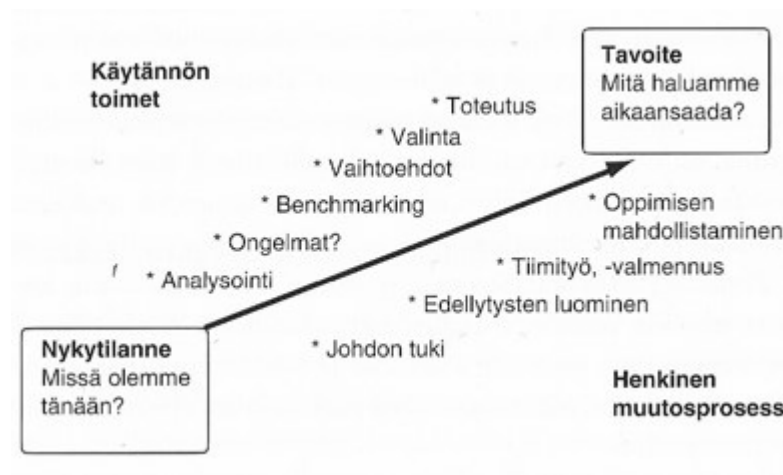 Käytännön
toimet
Tavoite
Mitä haluamme
aikaansaada?
* Toteutus
* Valinta
* Vaihtoehdot
* Benchmarking
* Ongelmat?
* Analysointi
* Oppimisen
mahdollistaminen
* Tiimityö, -valmennus
* Edellytysten luominen
* Johdon tuki
Nykytilanne
Missä olemme
tänään?
Henkinen
muutosprosess